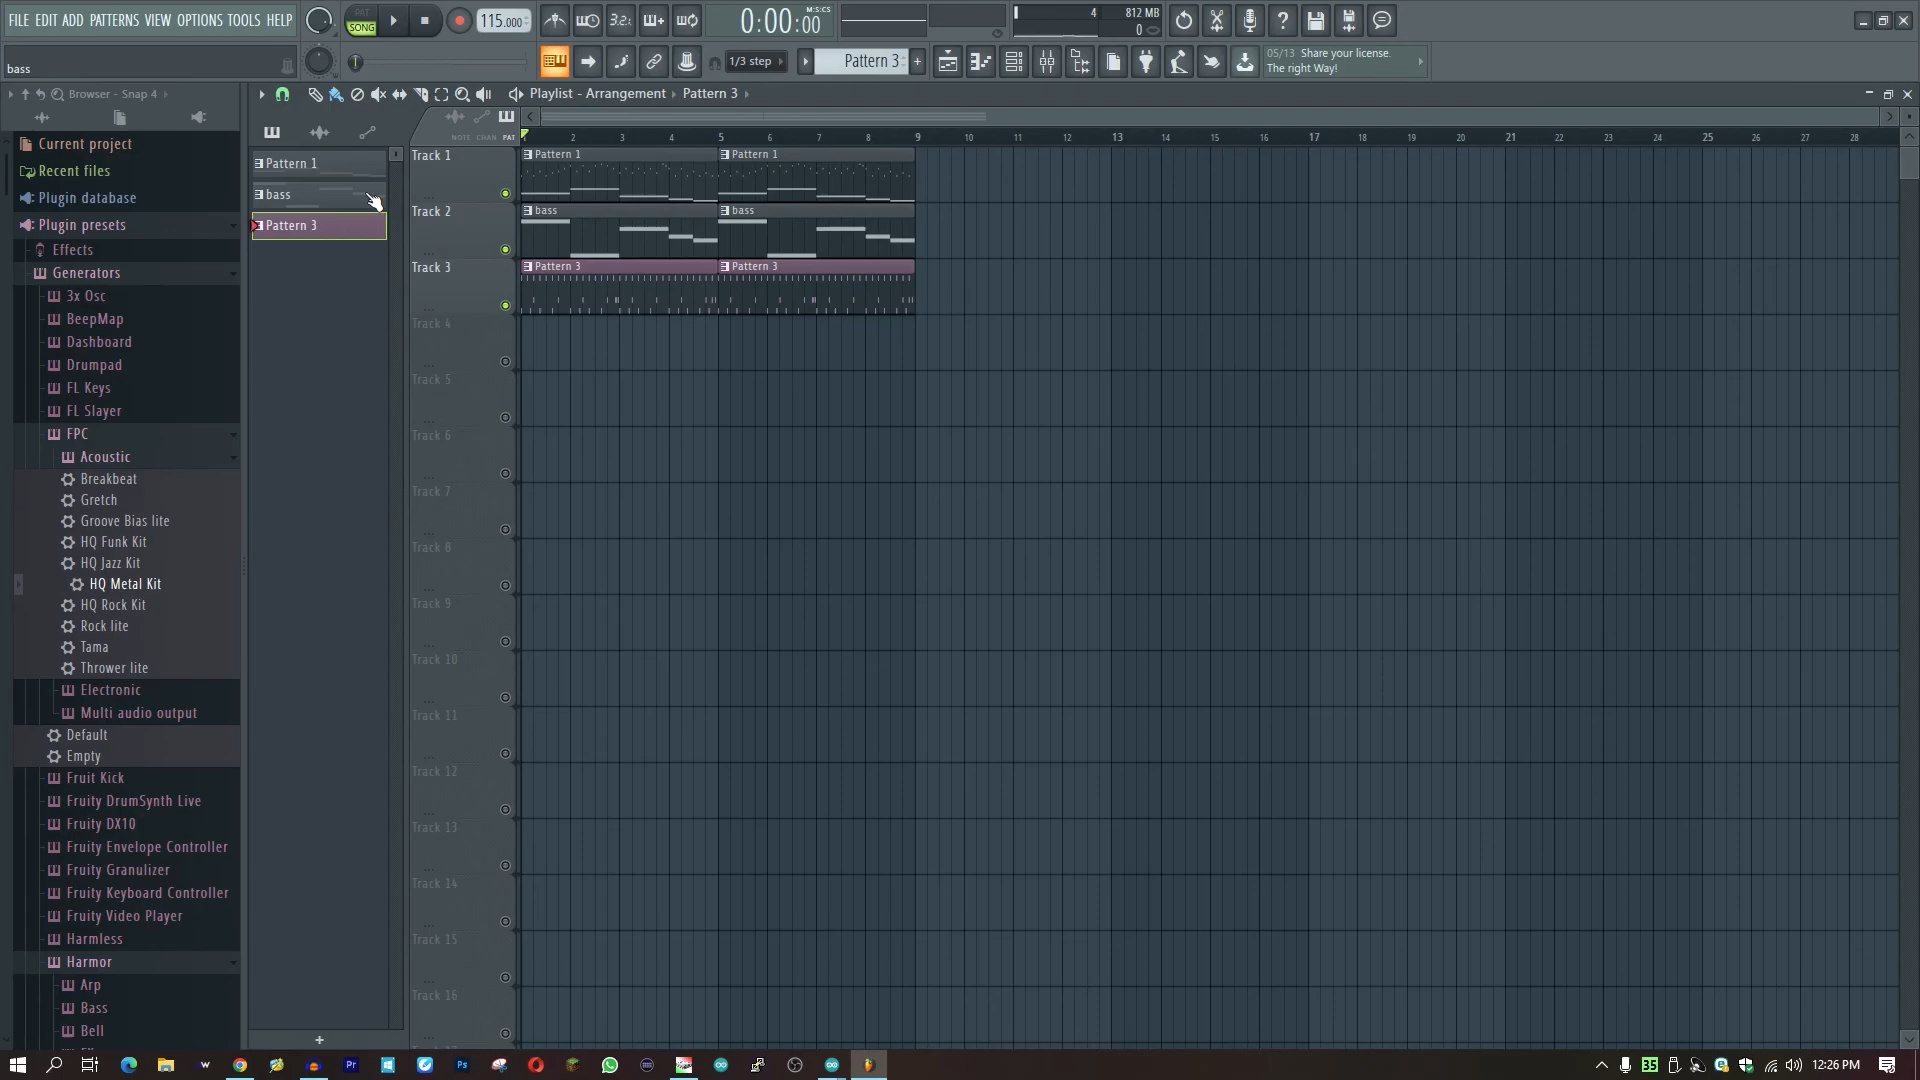 FILE EDIT ADD PATTERNS VIEW OPTIONS TOOLS HELP
PAT
SONG
115.000
3.2.
M:S:CS
0:00:00
4
812 MB
0
bass
1/3 step
Pattern 3
05/13 Share your license.
The right Way!
Browser - Snap 4
Playlist - Arrangement
Pattern 3
NOTE CHAN PAT
2 3 4 5 6 7 8 9 10 11 12 13 14 15 16 17 18 19 20 21 22 23 24 25 26 27 28
Current project
Recent files
Plugin database
Plugin presets
Effects
Generators
3x Osc
BeepMap
Dashboard
Drumpad
FL Keys
FL Slayer
FPC
Acoustic
Breakbeat
Gretch
Groove Bias lite
HQ Funk Kit
HQ Jazz Kit
HQ Metal Kit
HQ Rock Kit
Rock lite
Tama
Thrower lite
Electronic
Multi audio output
Default
Empty
Fruit Kick
Fruity DrumSynth Live
Fruity DX10
Fruity Envelope Controller
Fruity Granulizer
Fruity Keyboard Controller
Fruity Video Player
Harmless
Harmor
Arp
Bass
Bell
Pattern 1
bass
Pattern 3
+
Track 1
Pattern 1
Pattern 1
Track 2
bass
bass
Track 3
Pattern 3
Pattern 3
Track 4
Track 5
Track 6
Track 7
Track 8
Track 9
Track 10
Track 11
Track 12
Track 13
Track 14
Track 15
Track 16
Pr
Ps
35
12:26 PM